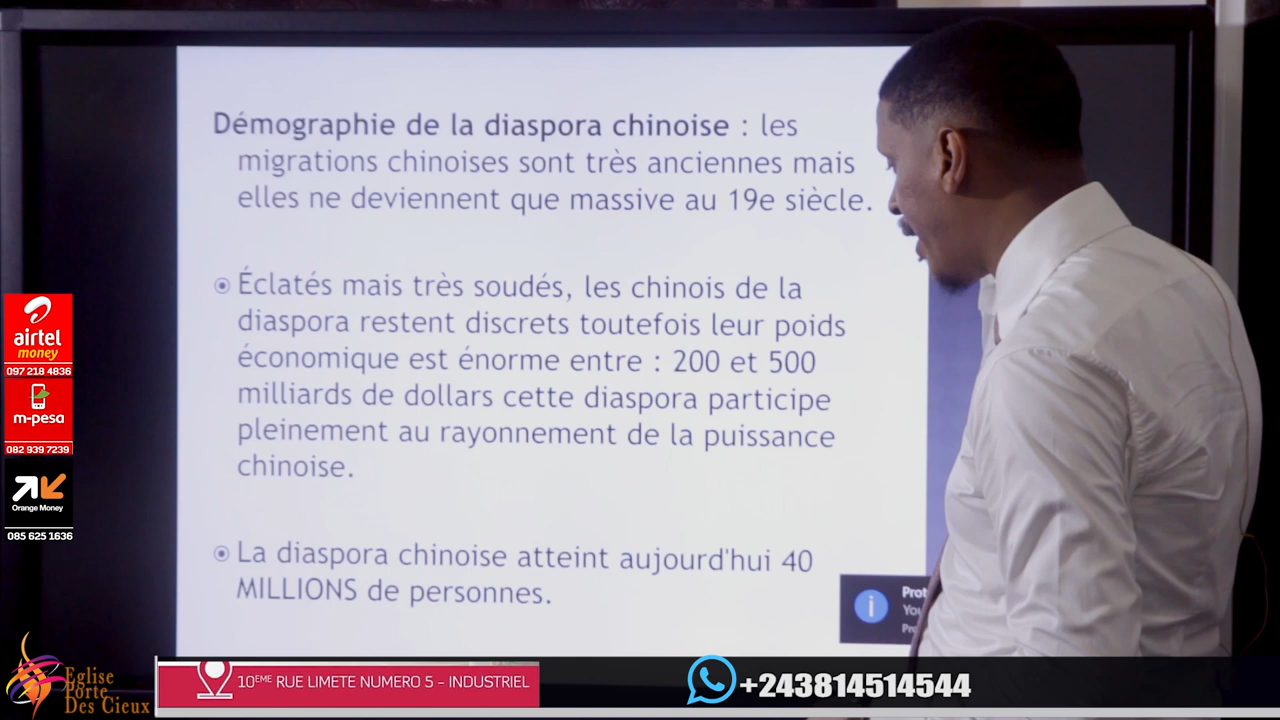 Démographie de la diaspora chinoise : les
migrations chinoises sont très anciennes mais
elles ne deviennent que massive au 19e siècle.
Éclatés mais très soudés, les chinois de la
diaspora restent discrets toutefois leur poids
économique est énorme entre : 200 et 500
milliards de dollars cette diaspora participe
pleinement au rayonnement de la puissance
chinoise.
La diaspora chinoise atteint aujourd'hui 40
MILLIONS de personnes.
airtel
money
097 218 4836
m-pesa
082 939 7239
Orange Money
085 625 1636
Eglise
Porte
Des Cieux
10EME RUE LIMETE NUMERO 5 - INDUSTRIEL
+243814514544